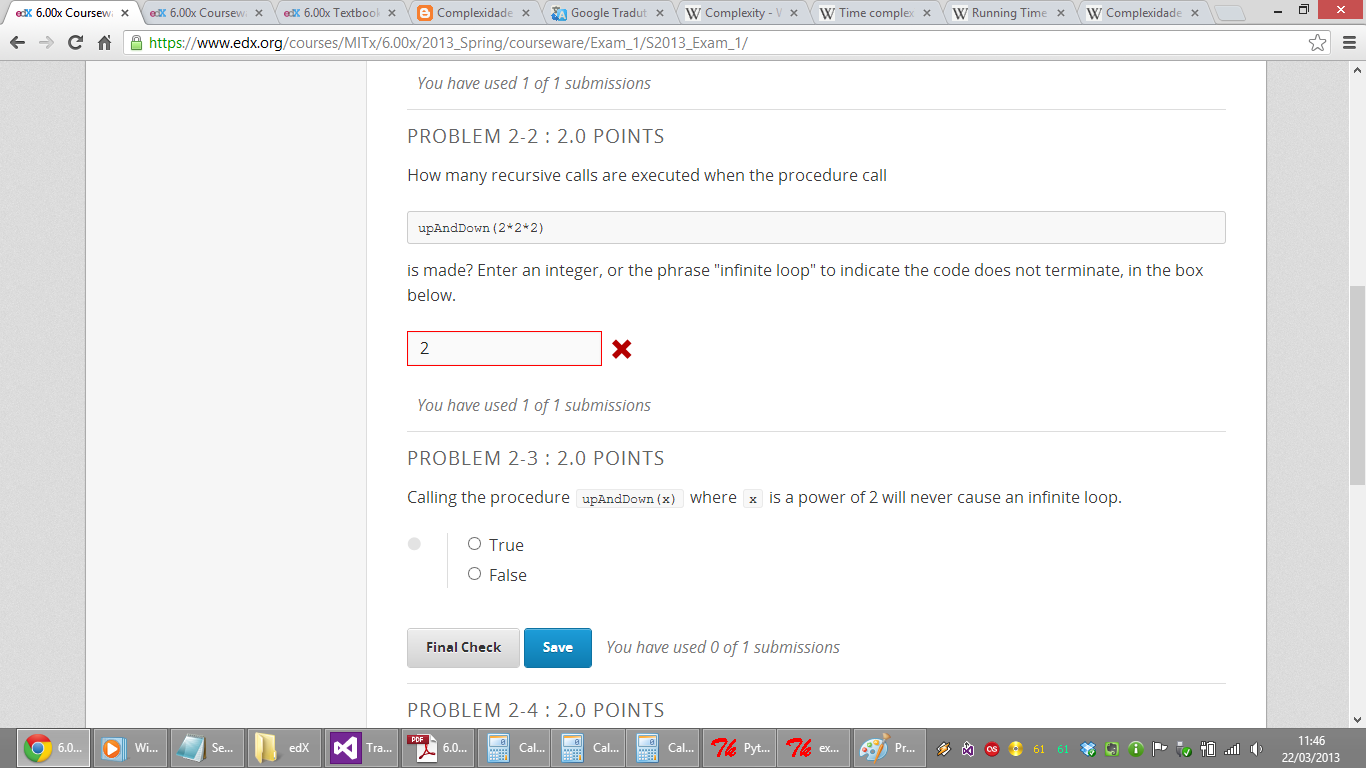 edX 6.00x Coursewa
edX 6.00x Coursewa
edX 6.00x Textbook
Complexidade
Google Tradut
W Complexity - W
W Time complex
W Running Time
W Complexidade
https://www.edx.org/courses/MITx/6.00x/2013_Spring/courseware/Exam_1/S2013_Exam_1/
You have used 1 of 1 submissions
PROBLEM 2-2 : 2.0 POINTS
How many recursive calls are executed when the procedure call
upAndDown(2*2*2)
is made? Enter an integer, or the phrase "infinite loop" to indicate the code does not terminate, in the box
below.
2
You have used 1 of 1 submissions
PROBLEM 2-3 : 2.0 POINTS
Calling the procedure upAndDown(x) where x is a power of 2 will never cause an infinite loop.
True
False
Final Check Save You have used 0 of 1 submissions
PROBLEM 2-4 : 2.0 POINTS
6.0... Wi... Se... edX Tra... PDF 6.0... Cal... Cal... Cal... Pyt... ex... Pr... 61 61 11:46
22/03/2013